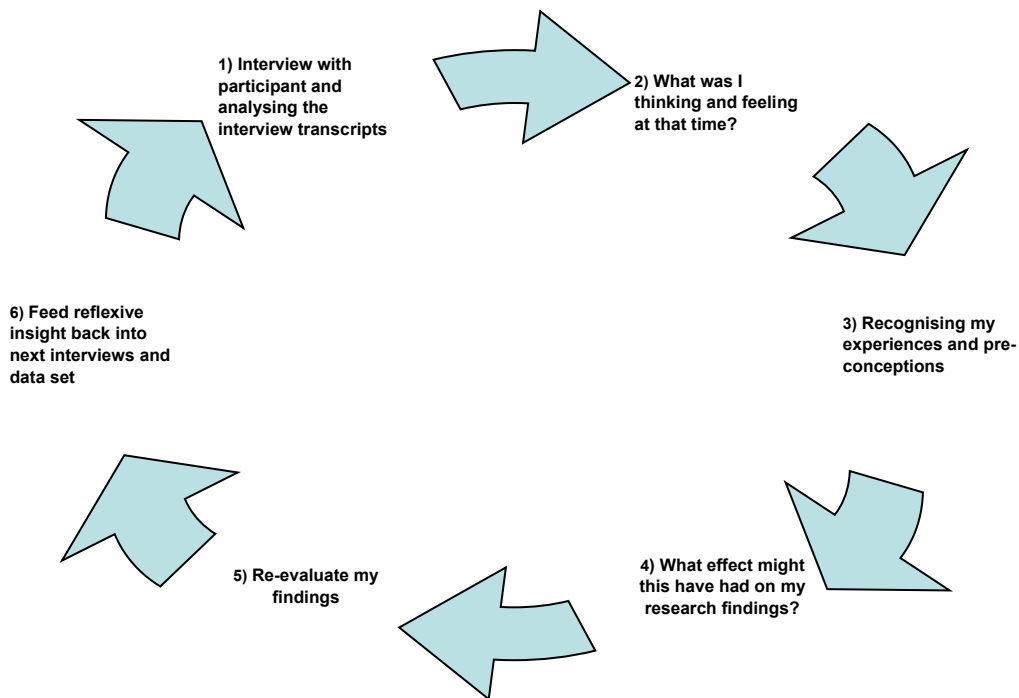 1) Interview with
participant and
analysing the
interview transcripts
2) What was I
thinking and feeling
at that time?
3) Recognising my
experiences and pre-
conceptions
4) What effect might
this have had on my
research findings?
5) Re-evaluate my
findings
6) Feed reflexive
insight back into
next interviews and
data set